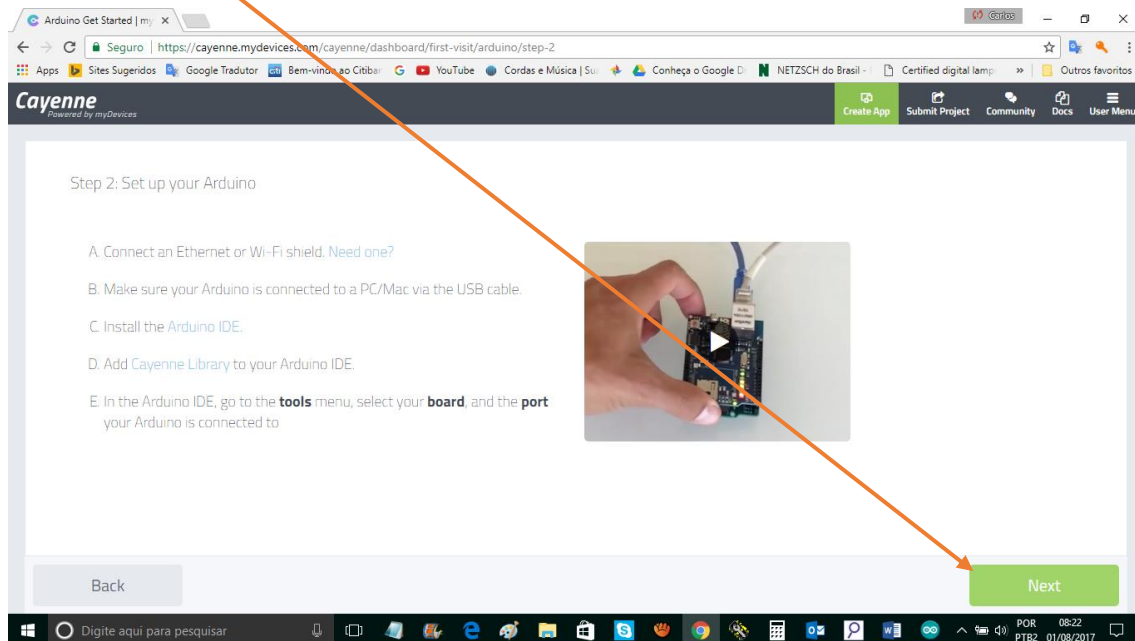 Arduino Get Started | my
Carlos
Seguro | https://cayenne.mydevices.com/cayenne/dashboard/first-visit/arduino/step-2
Apps Sites Sugeridos Google Tradutor Bem-vindo ao Citiba YouTube Cordas e Música | Su Conheça o Google D NETZSCH do Brasil - Certified digital lamp » Outros favoritos
Cayenne
Powered by myDevices
Create App Submit Project Community Docs User Menu
Step 2: Set up your Arduino
A. Connect an Ethernet or Wi-Fi shield. Need one?
B. Make sure your Arduino is connected to a PC/Mac via the USB cable.
C. Install the Arduino IDE.
D. Add Cayenne Library to your Arduino IDE.
E. In the Arduino IDE, go to the tools menu, select your board, and the port
your Arduino is connected to
Back Next
Digite aqui para pesquisar
POR 08:22
PTB2 01/08/2017